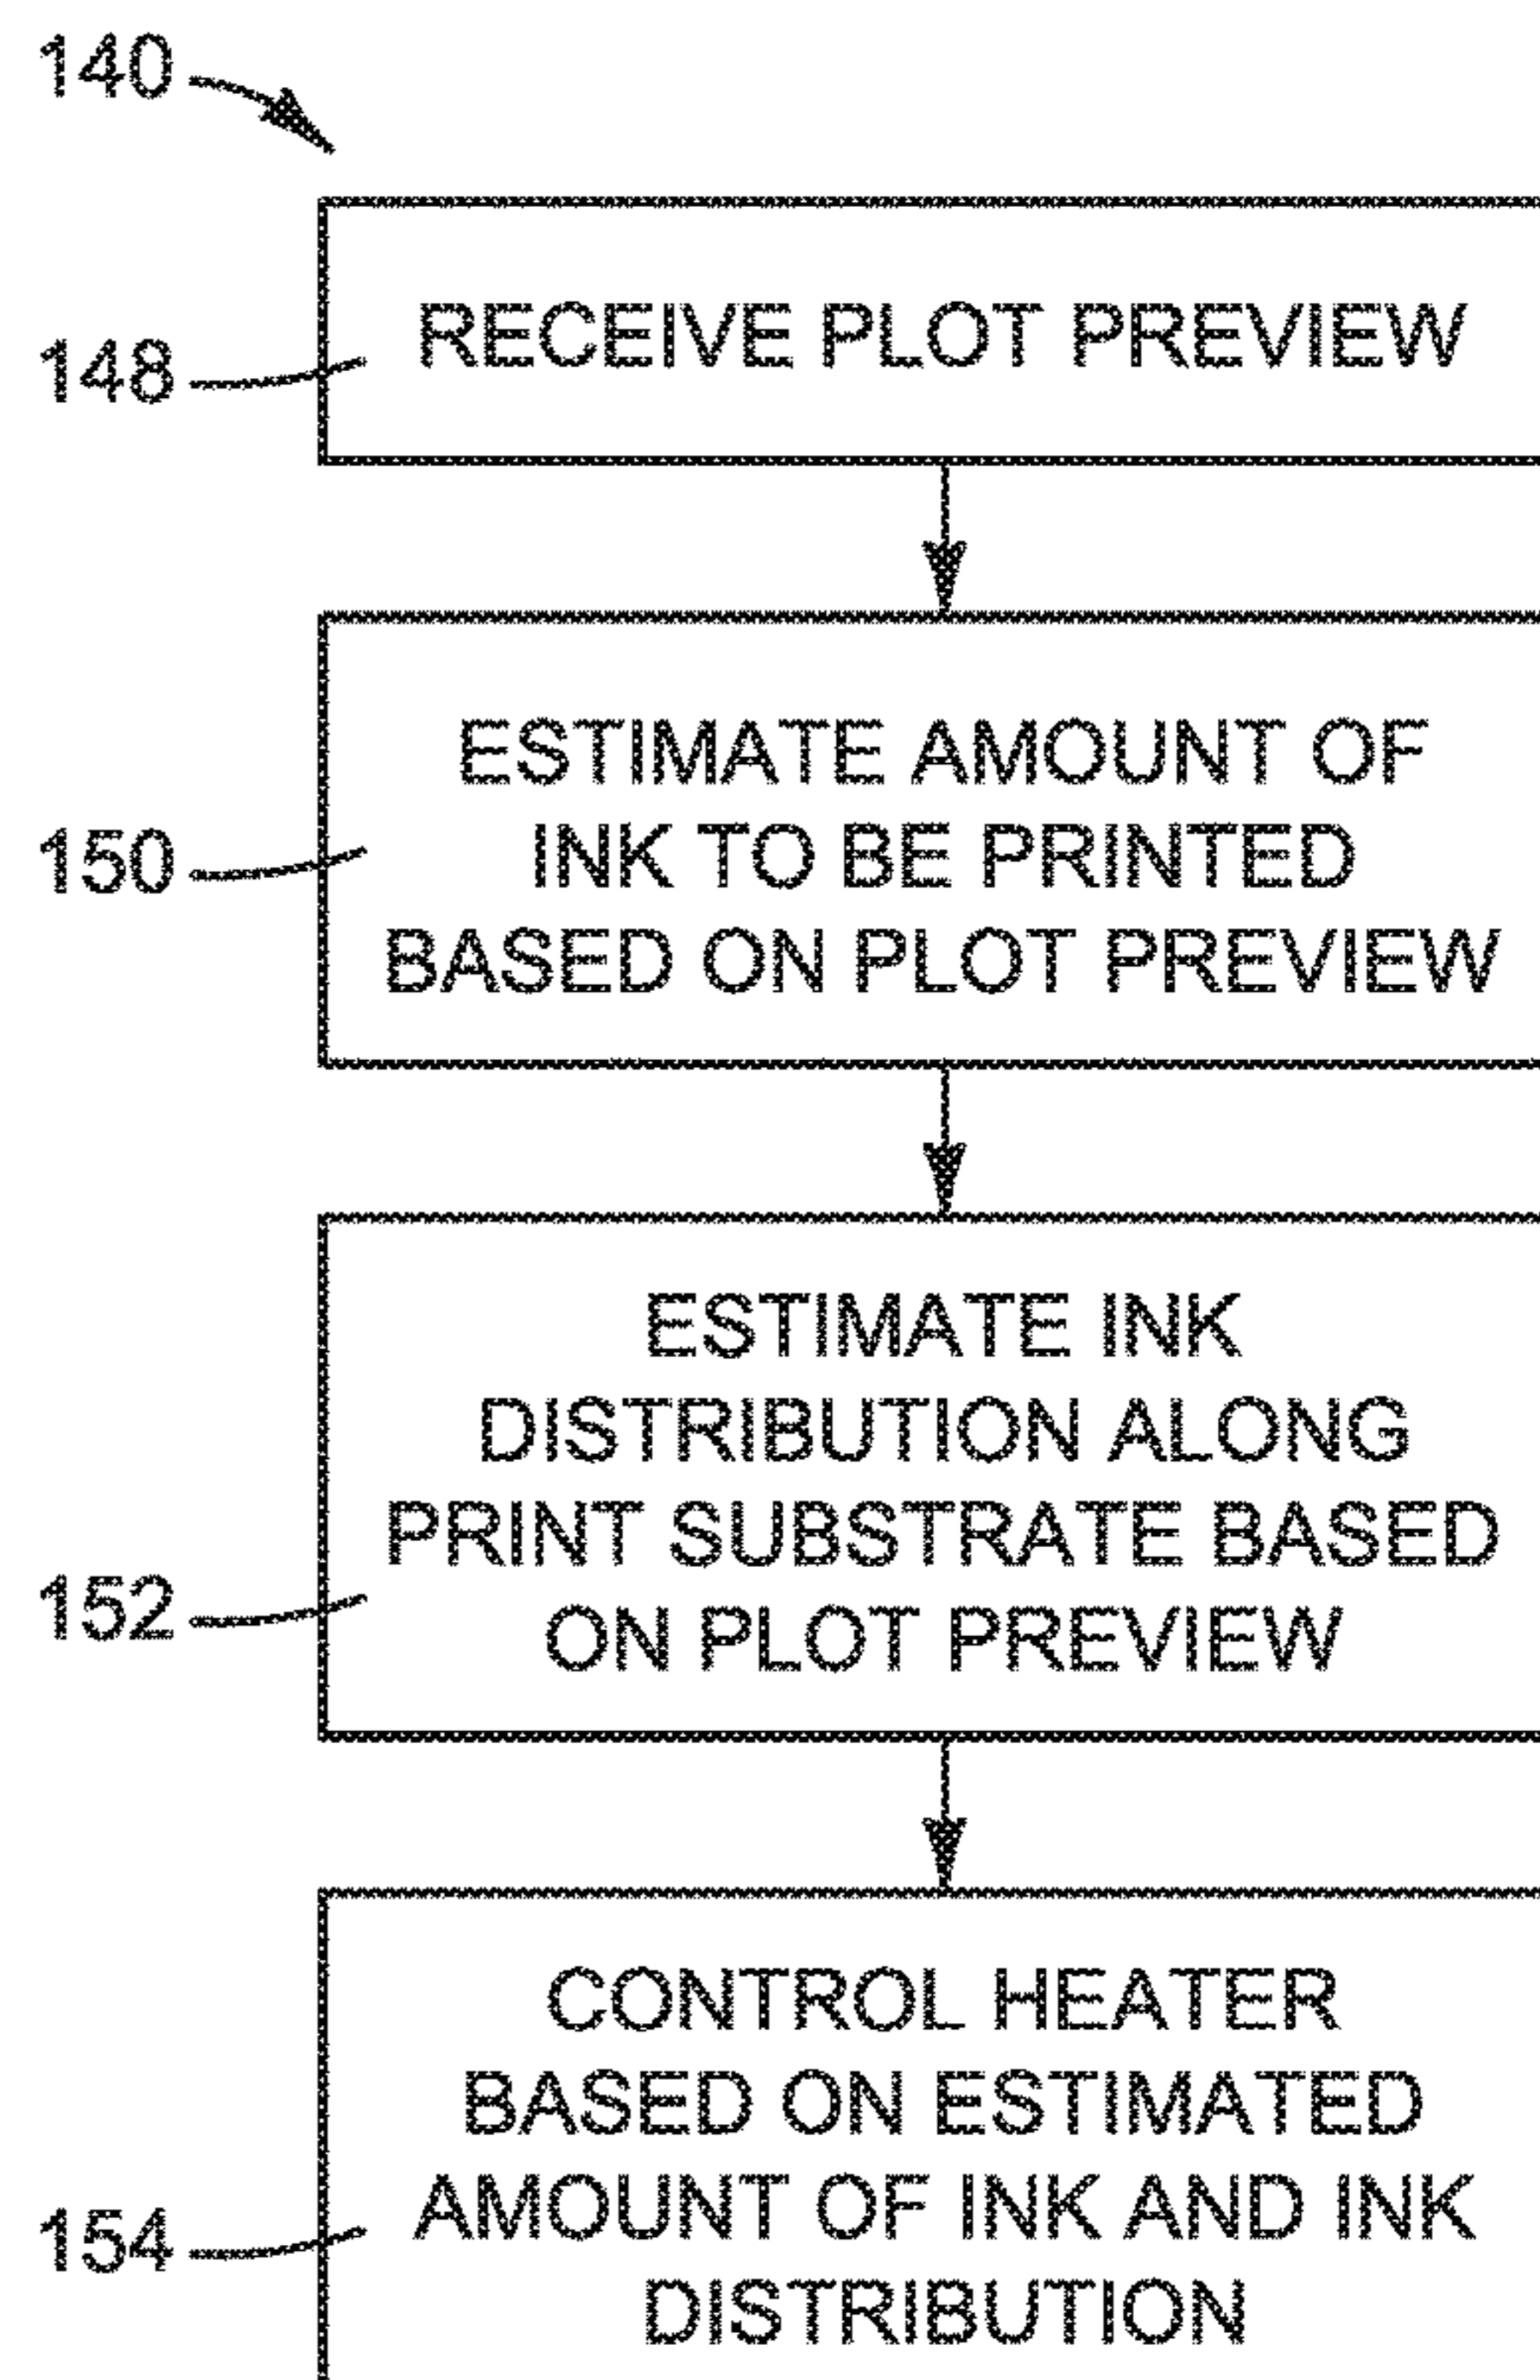 140
148
RECEIVE PLOT PREVIEW
150
ESTIMATE AMOUNT OF
INK TO BE PRINTED
BASED ON PLOT PREVIEW
152
ESTIMATE INK
DISTRIBUTION ALONG
PRINT SUBSTRATE BASED
ON PLOT PREVIEW
154
CONTROL HEATER
BASED ON ESTIMATED
AMOUNT OF INK AND INK
DISTRIBUTION